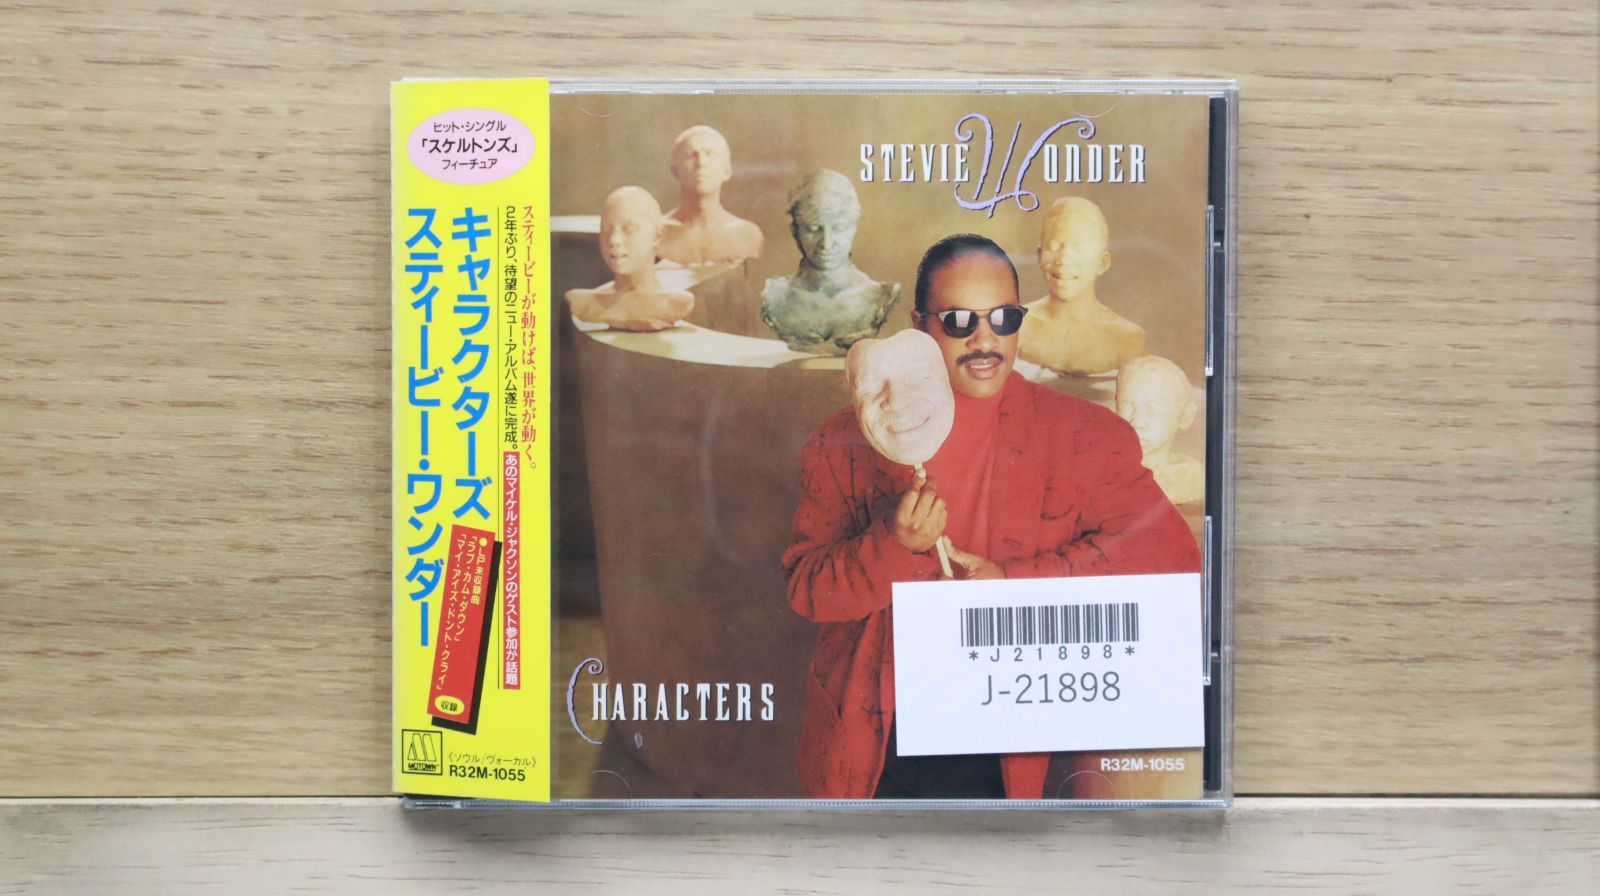 ヒット・シングル
「スケルトンズ」
フィーチュア
スティービーが動けば、世界が動く。
2年ぶり、待望のニュー・アルバム遂に完成。あのマイケル・ジャクソンのゲスト参加が話題
キャラクターズ
スティービー・ワンダー
●LP未収録曲
「ラブ・カム・ダウン」
「マイ・アイズ・ドント・クライ」
収録
MOTOWN
《ソウル/ヴォーカル》
R32M-1055
STEVIE WONDER
CHARACTERS
*J21898*
J-21898
R32M-1055